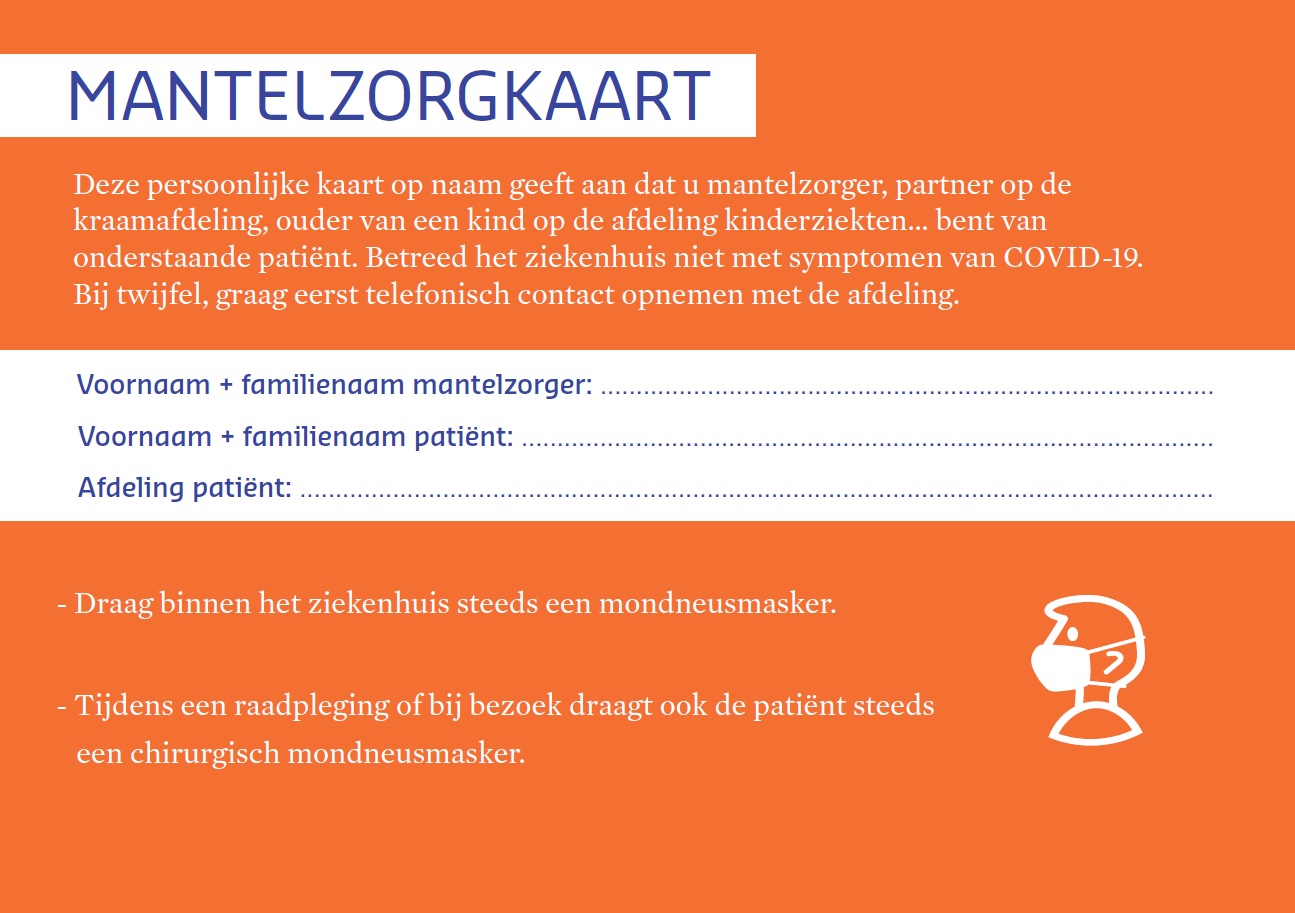 MANTELZORGKAART
Deze persoonlijke kaart op naam geeft aan dat u mantelzorger, partner op de
kraamafdeling, ouder van een kind op de afdeling kinderziekten... bent van
onderstaande patiënt. Betreed het ziekenhuis niet met symptomen van COVID-19.
Bij twijfel, graag eerst telefonisch contact opnemen met de afdeling.
Voornaam + familienaam mantelzorger: ......................................................................................
Voornaam + familienaam patiënt: .................................................................................................
Afdeling patiënt: ................................................................................................................................
- Draag binnen het ziekenhuis steeds een mondneusmasker.
- Tijdens een raadpleging of bij bezoek draagt ook de patiënt steeds
een chirurgisch mondneusmasker.